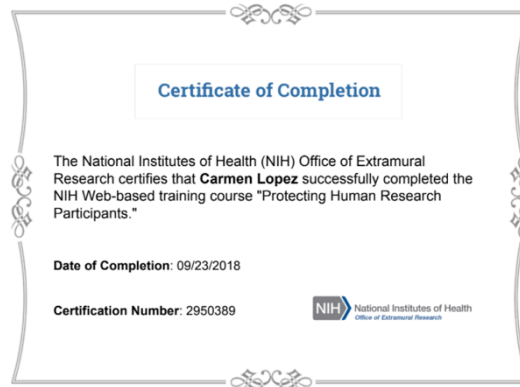 Certificate of Completion
The National Institutes of Health (NIH) Office of Extramural
Research certifies that Carmen Lopez successfully completed the
NIH Web-based training course "Protecting Human Research
Participants."
Date of Completion: 09/23/2018
Certification Number: 2950389
NIH National Institutes of Health
Office of Extramural Research